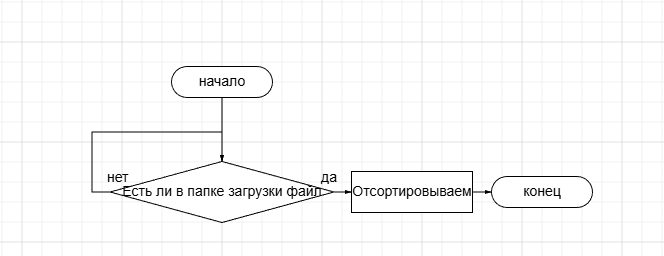 начало
нет
да
Есть ли в папке загрузки файл
Отсортировываем
конец